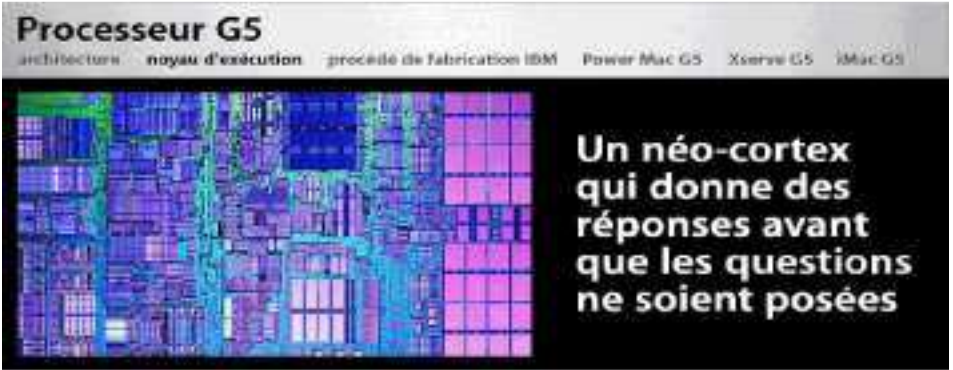 Processeur G5
architecture noyau d'exécution procédé de fabrication IBM Power Mac G5 Xserve G5 iMac G5
Un néo-cortex
qui donne des
réponses avant
que les questions
ne soient posées